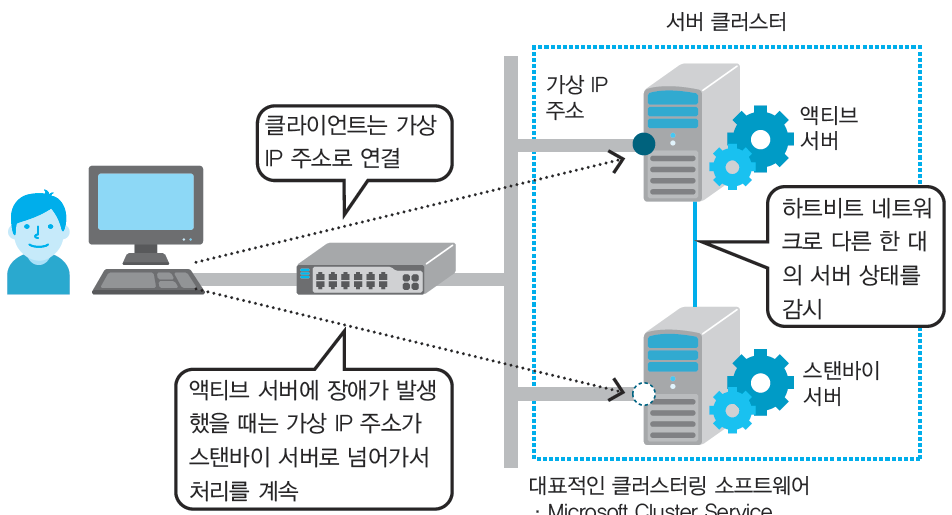 서버 클러스터
가상 IP
주소
액티브
서버
클라이언트는 가상
IP 주소로 연결
하트비트 네트워
크로 다른 한 대
의 서버 상태를
감시
스탠바이
서버
액티브 서버에 장애가 발생
했을 때는 가상 IP 주소가
스탠바이 서버로 넘어가서
처리를 계속
대표적인 클러스터링 소프트웨어
· Microsoft Cluster Service